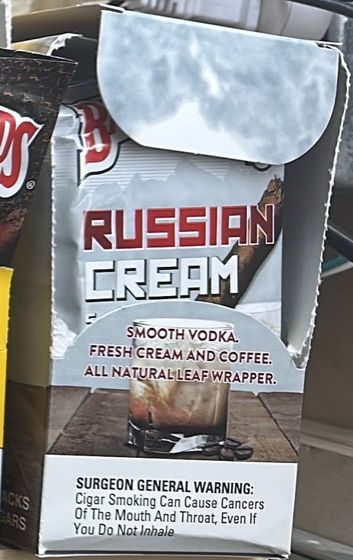 B
RUSSIAN
CREAM
SMOOTH VODKA.
FRESH CREAM AND COFFEE.
ALL NATURAL LEAF WRAPPER.
SURGEON GENERAL WARNING:
Cigar Smoking Can Cause Cancers
Of The Mouth And Throat, Even If
You Do Not Inhale